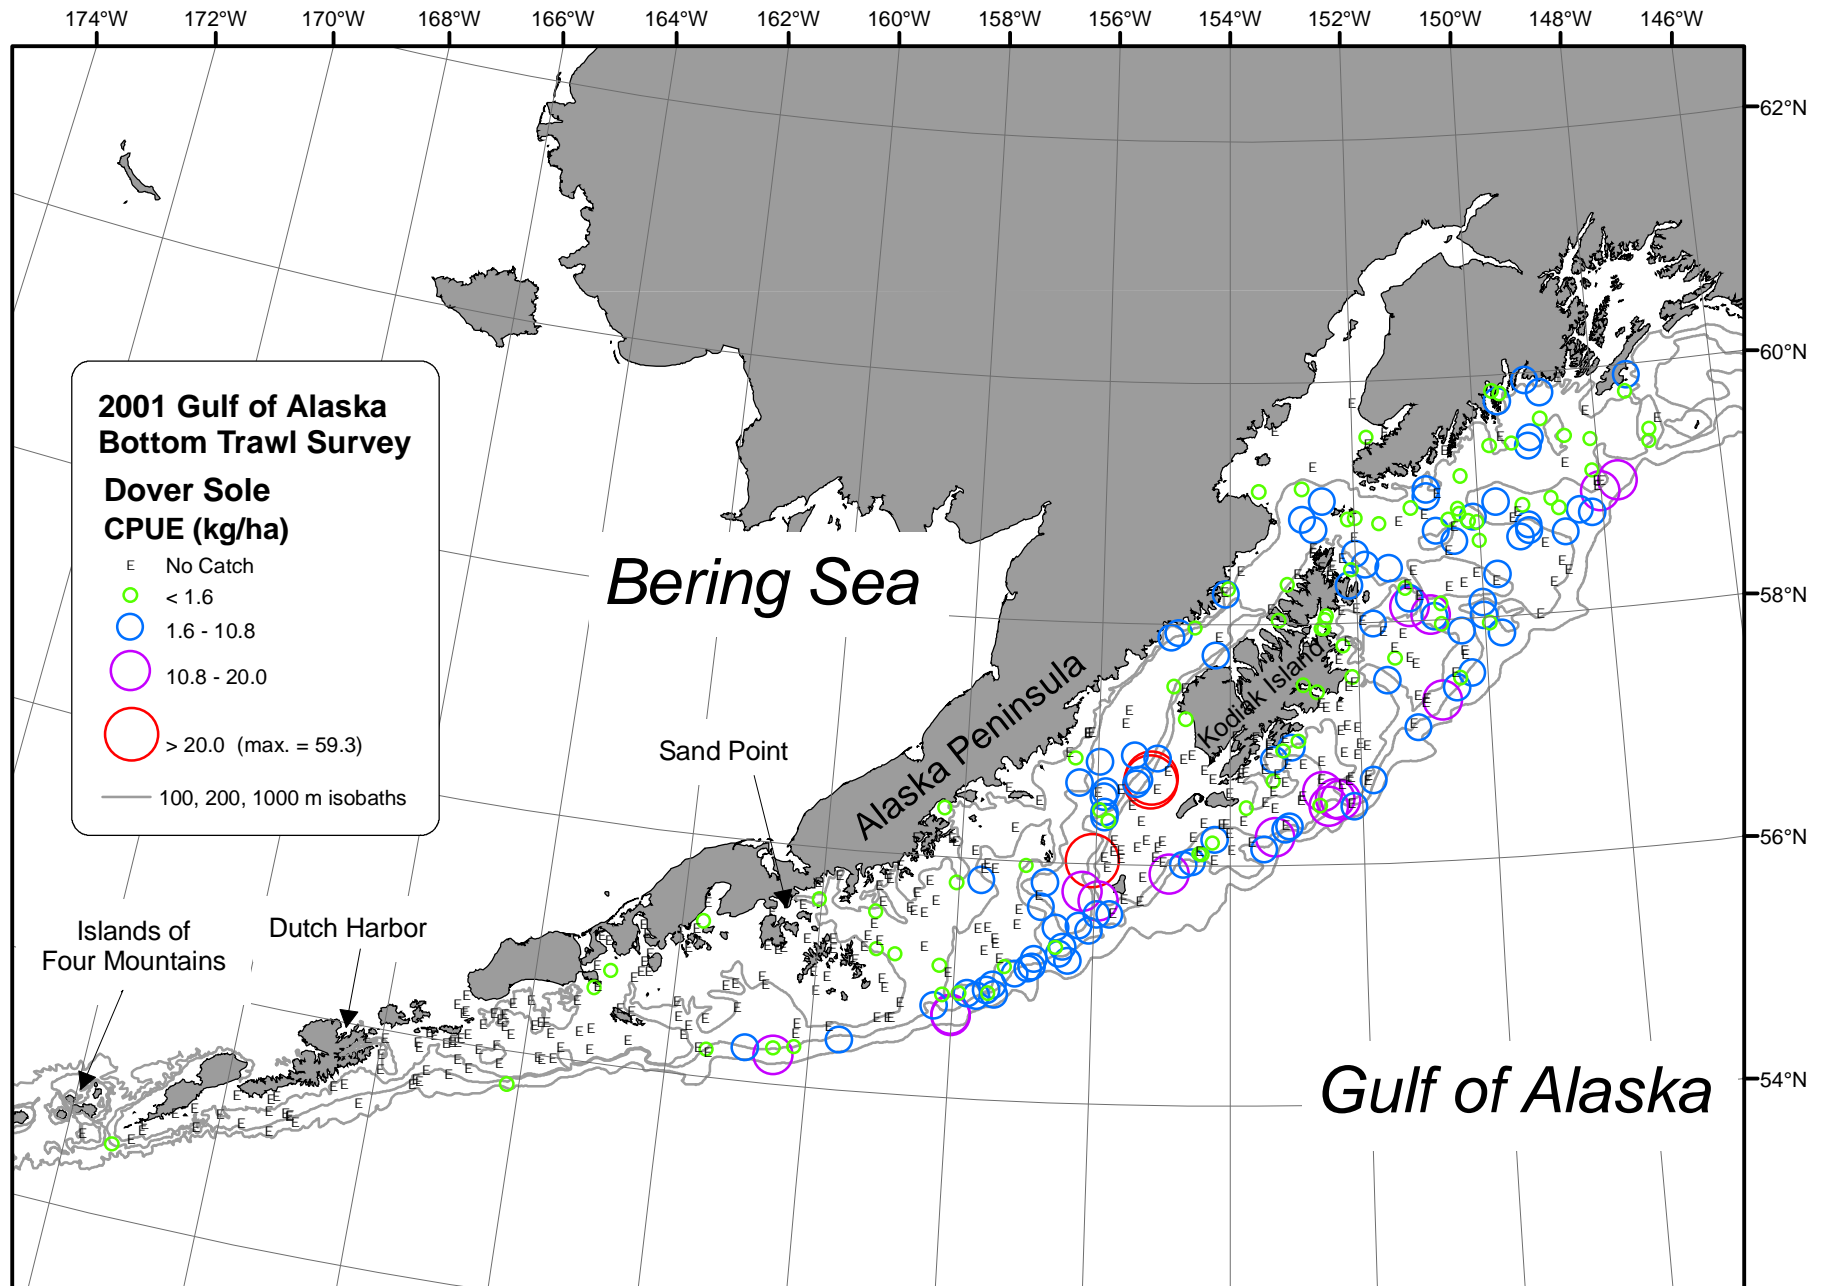 174°W 172°W 170°W 168°W 166°W 164°W 162°W 160°W 158°W 156°W 154°W 152°W 150°W 148°W 146°W
62°N
60°N
58°N
56°N
54°N
2001 Gulf of Alaska
Bottom Trawl Survey
Dover Sole
CPUE (kg/ha)
E No Catch
< 1.6
1.6 - 10.8
10.8 - 20.0
> 20.0 (max. = 59.3)
100, 200, 1000 m isobaths
Bering Sea
Alaska Peninsula
Kodiak Island
Sand Point
Dutch Harbor
Islands of
Four Mountains
Gulf of Alaska